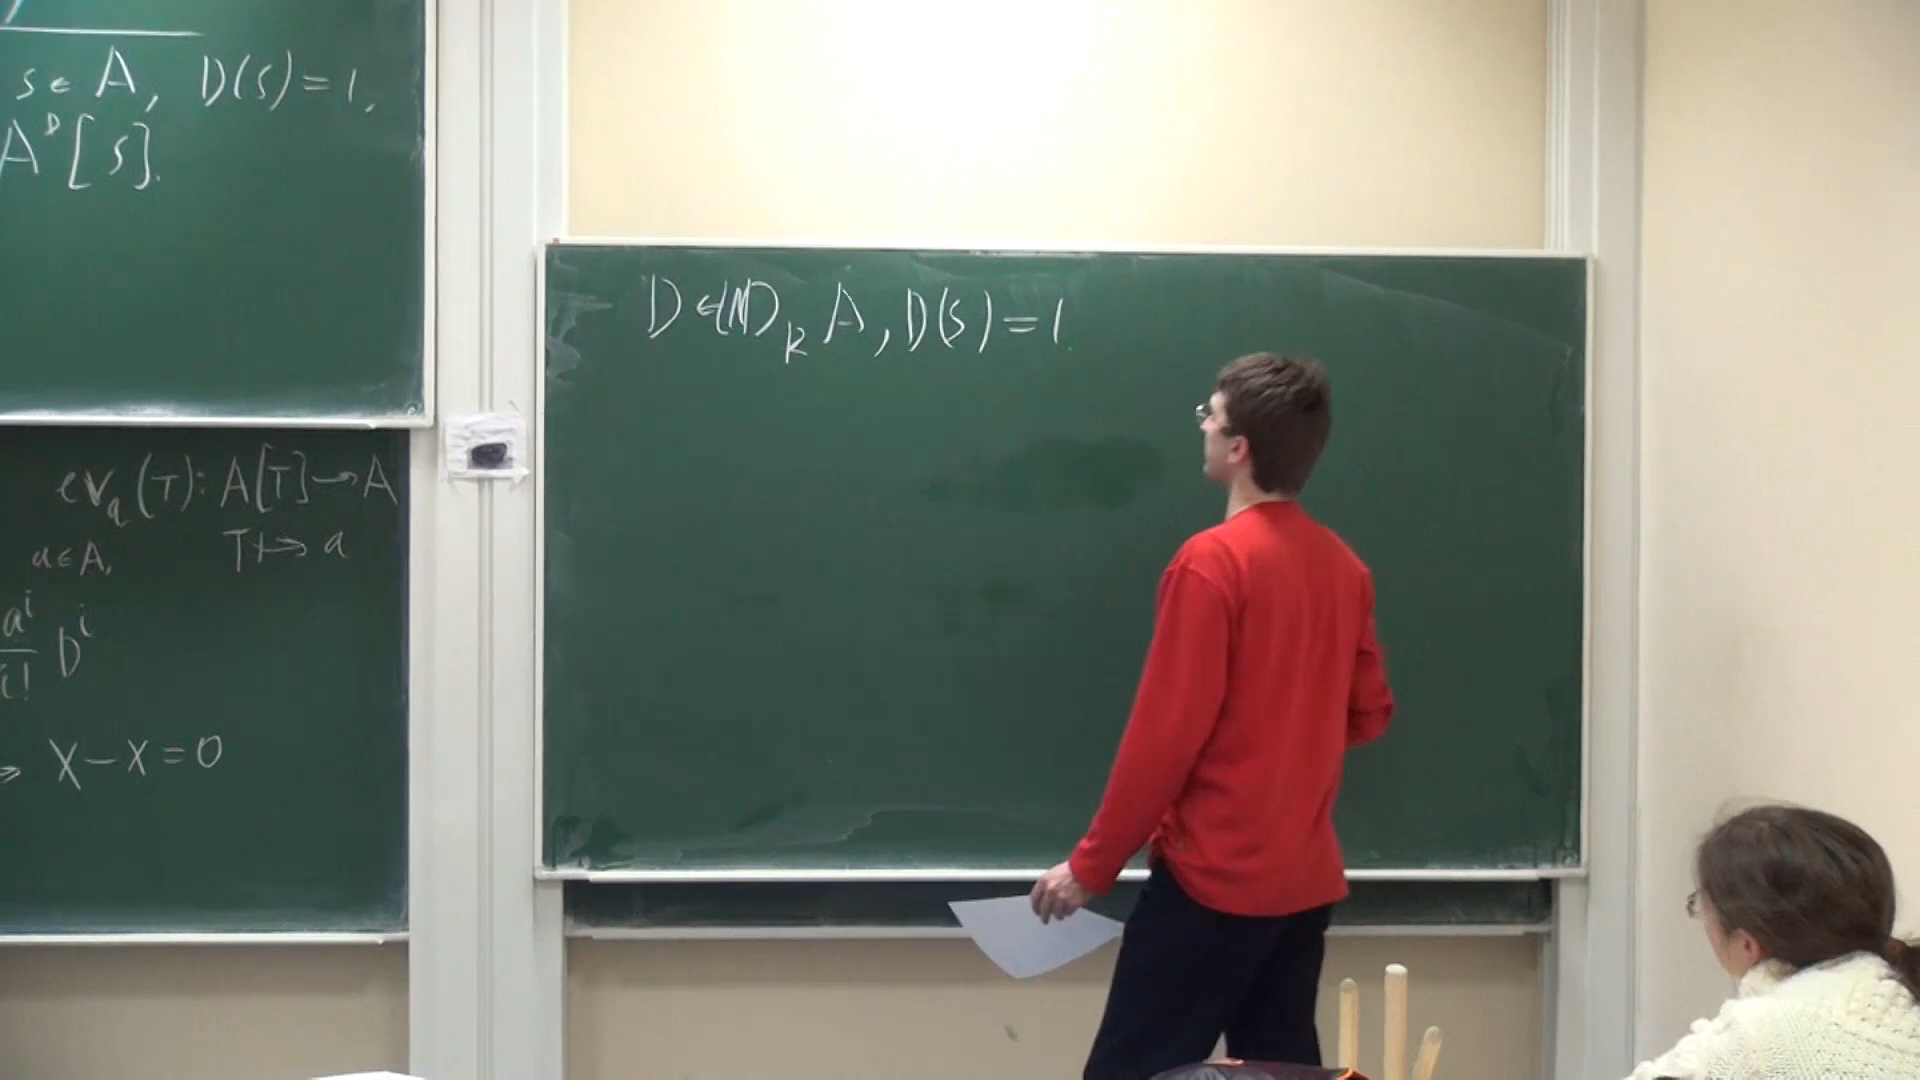 s ∈ A, D(s) = 1.
A^D[s].
ev_a(T): A[T] → A
a ∈ A, T ↦ a
a^i/i! D^i
→ X − X = 0
D ∈ LND_k A, D(s) = 1.